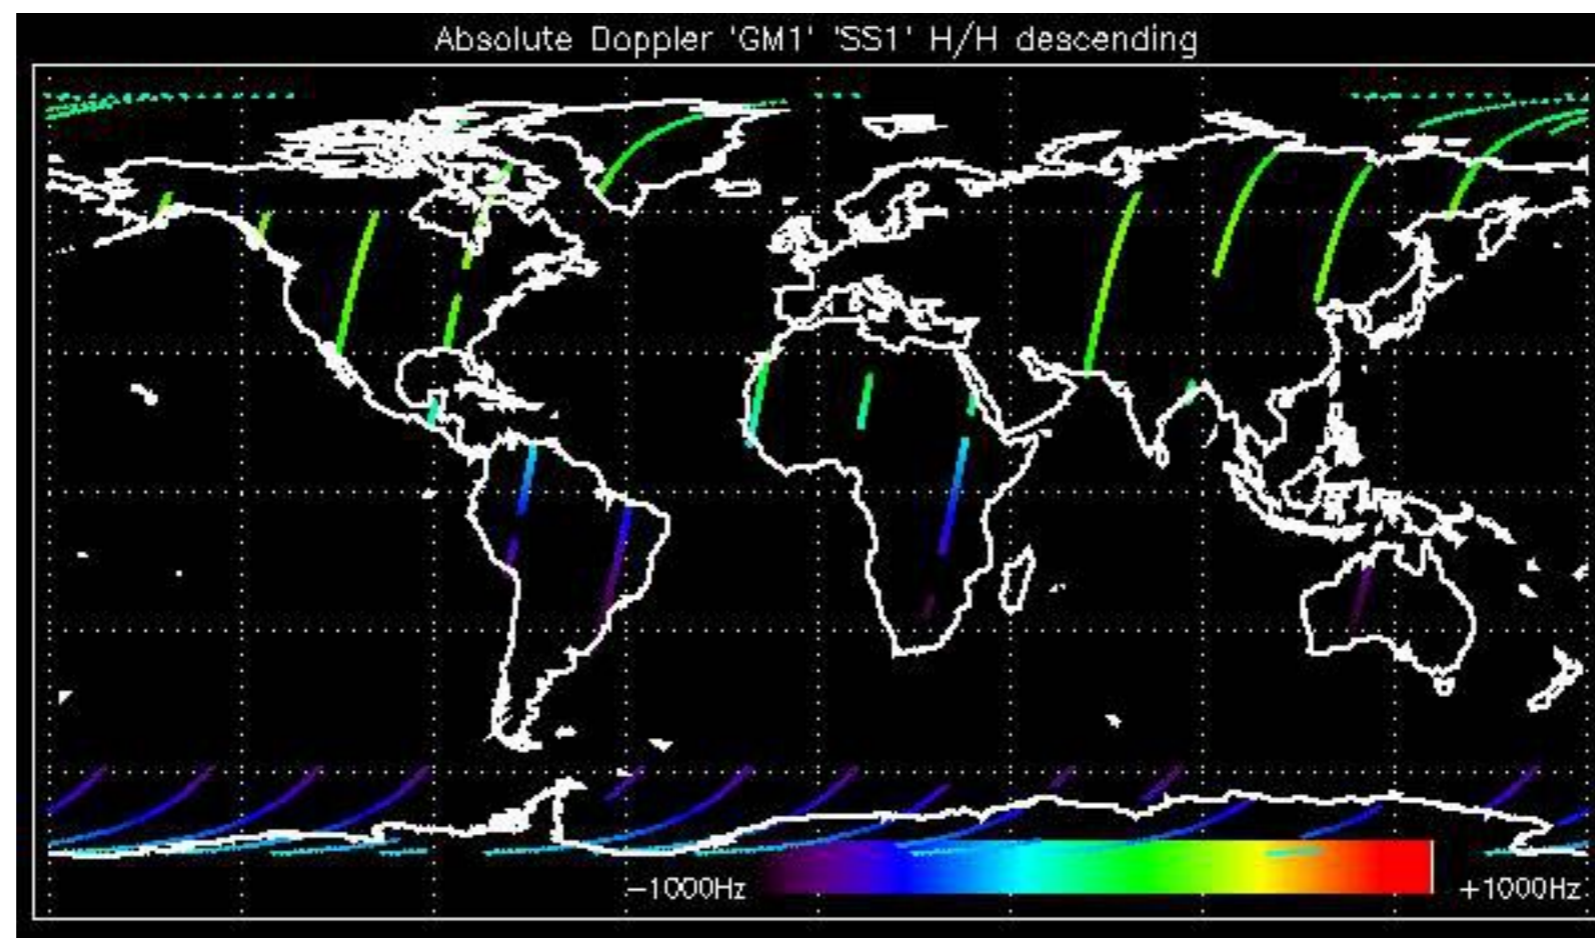 Absolute Doppler 'GM1' 'SS1' H/H descending
−1000Hz
+1000Hz